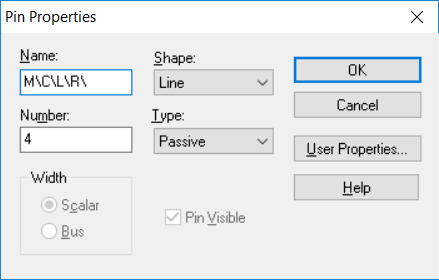 Pin Properties
Name:
M\C\L\R\
Shape:
Line
OK
Cancel
Number:
4
Type:
Passive
User Properties...
Width
Scalar
Bus
Pin Visible
Help